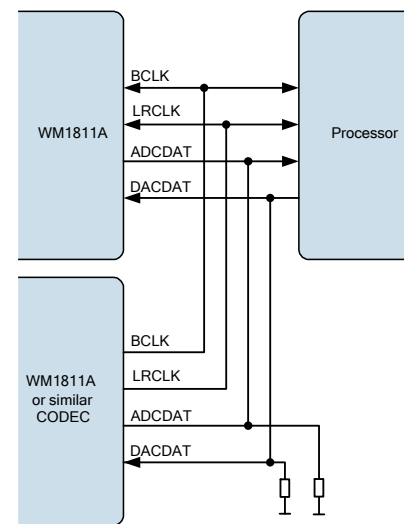 BCLK
LRCLK
WM1811A
Processor
ADCDAT
DACDAT
BCLK
LRCLK
WM1811A
or similar
CODEC
ADCDAT
DACDAT